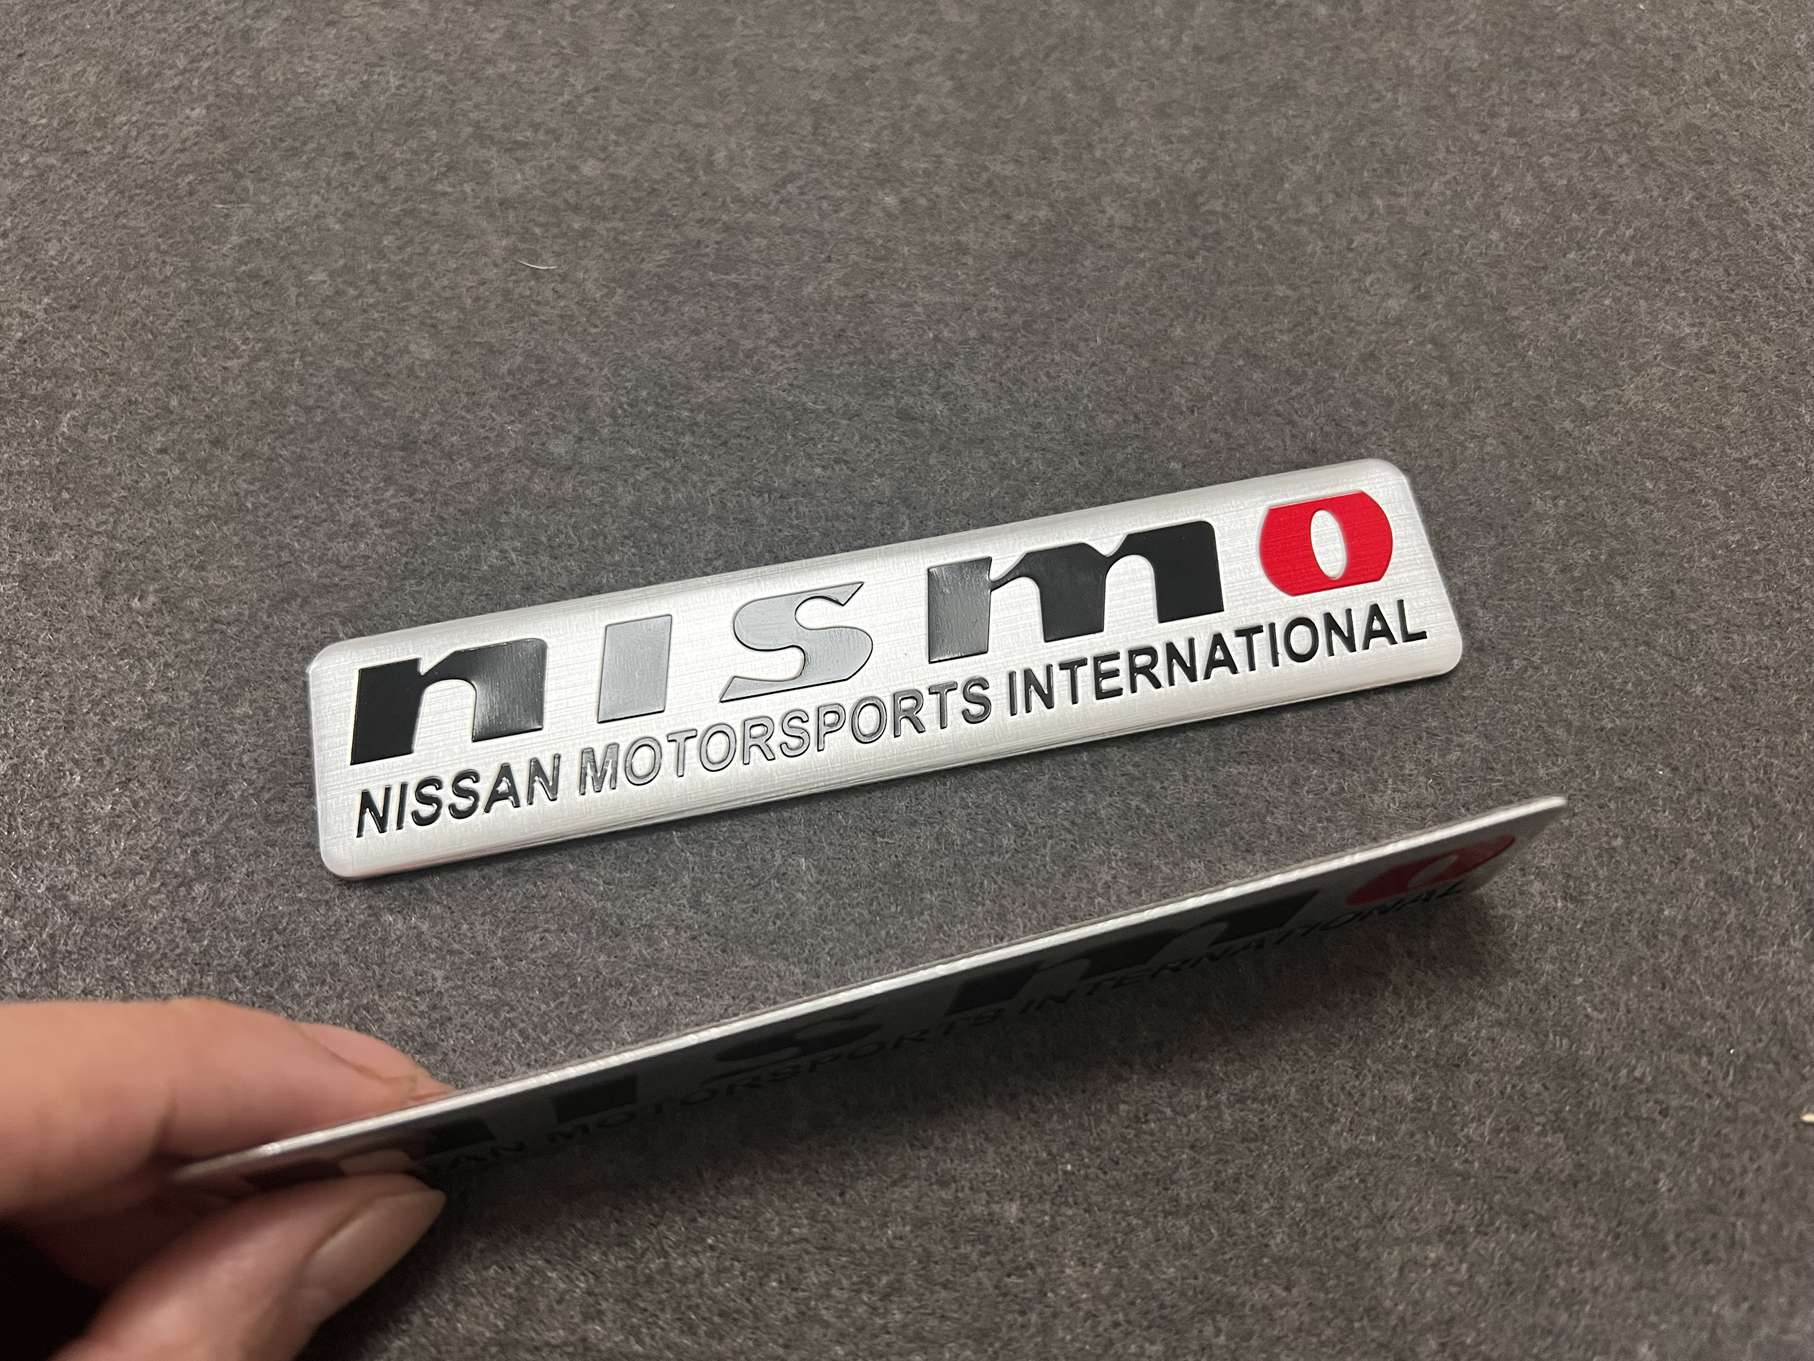 nismo
NISSAN MOTORSPORTS INTERNATIONAL
SAN MOTORSPORTS INTERNATIONAL